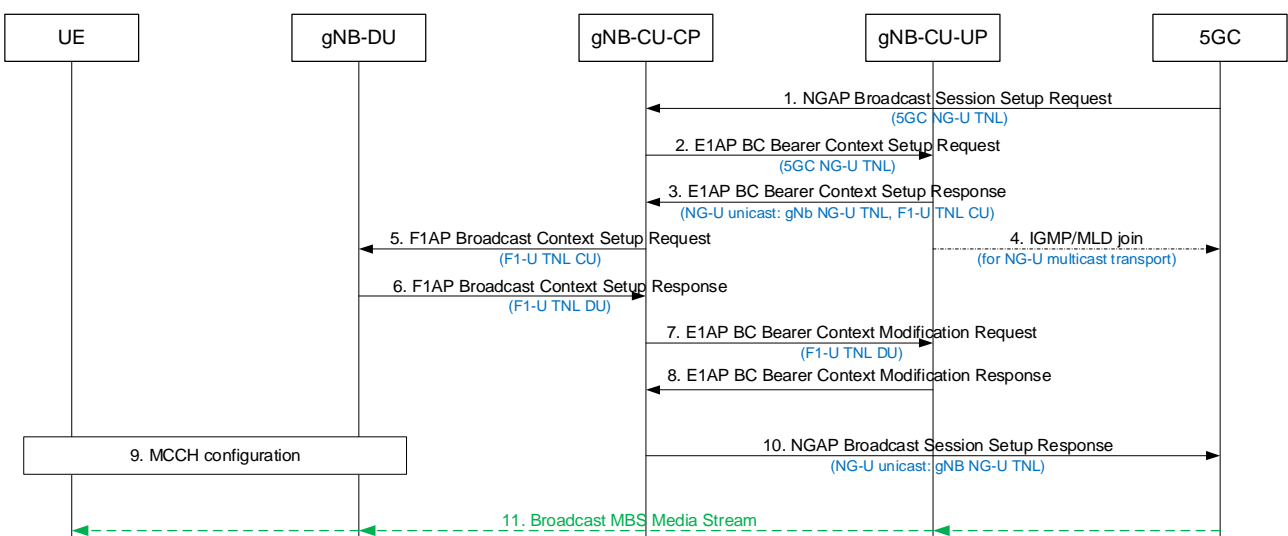 UE
gNB-DU
gNB-CU-CP
gNB-CU-UP
5GC
1. NGAP Broadcast Session Setup Request
(5GC NG-U TNL)
2. E1AP BC Bearer Context Setup Request
(5GC NG-U TNL)
3. E1AP BC Bearer Context Setup Response
(NG-U unicast: gNb NG-U TNL, F1-U TNL CU)
5. F1AP Broadcast Context Setup Request
(F1-U TNL CU)
4. IGMP/MLD join
(for NG-U multicast transport)
6. F1AP Broadcast Context Setup Response
(F1-U TNL DU)
7. E1AP BC Bearer Context Modification Request
(F1-U TNL DU)
8. E1AP BC Bearer Context Modification Response
9. MCCH configuration
10. NGAP Broadcast Session Setup Response
(NG-U unicast: gNB NG-U TNL)
11. Broadcast MBS Media Stream